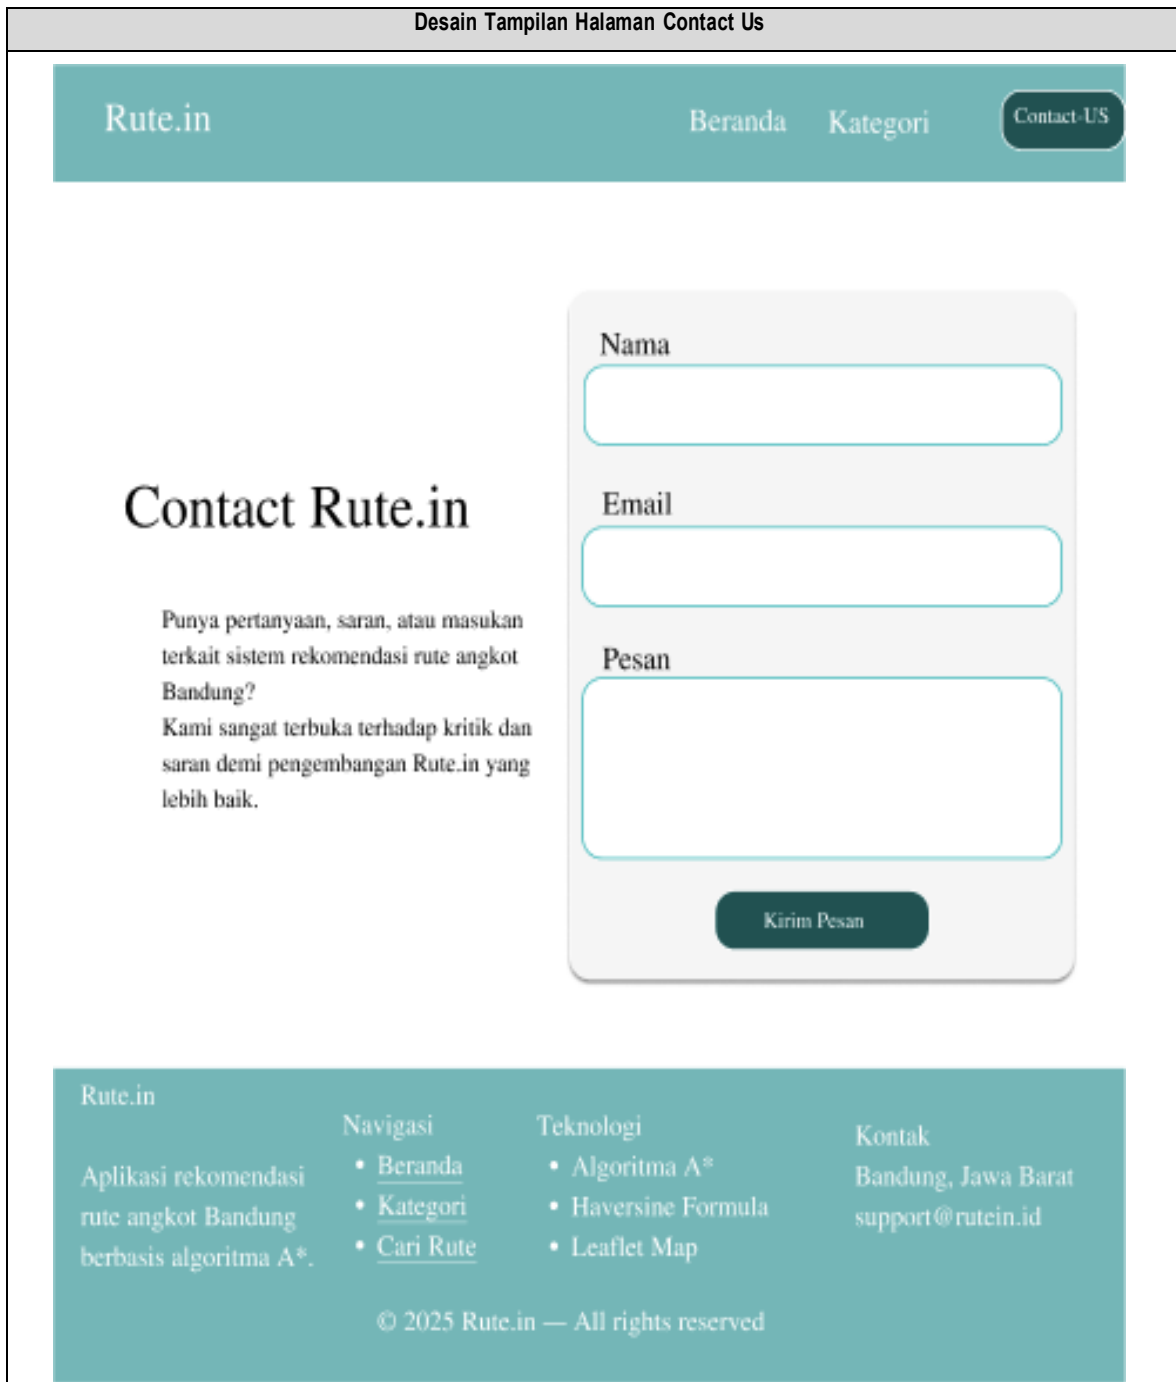 Desain Tampilan Halaman Contact Us
Rute.in
Beranda
Kategori
Contact-US
Contact Rute.in
Punya pertanyaan, saran, atau masukan
terkait sistem rekomendasi rute angkot
Bandung?
Kami sangat terbuka terhadap kritik dan
saran demi pengembangan Rute.in yang
lebih baik.
Nama
Email
Pesan
Kirim Pesan
Rute.in
Aplikasi rekomendasi
rute angkot Bandung
berbasis algoritma A*.
Navigasi
• Beranda
• Kategori
• Cari Rute
Teknologi
• Algoritma A*
• Haversine Formula
• Leaflet Map
Kontak
Bandung, Jawa Barat
support@rutein.id
© 2025 Rute.in — All rights reserved